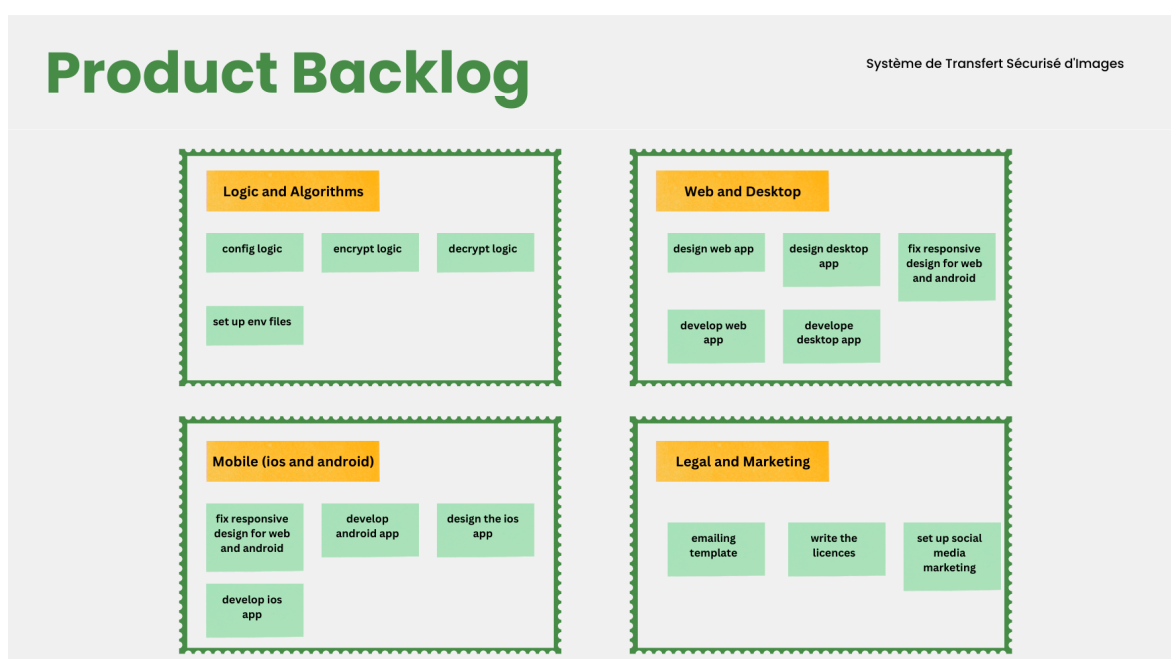 Product Backlog
Système de Transfert Sécurisé d'Images
Logic and Algorithms
config logic
encrypt logic
decrypt logic
set up env files
Web and Desktop
design web app
design desktop
app
fix responsive
design for web
and android
develop web
app
develope
desktop app
Mobile (ios and android)
fix responsive
design for web
and android
develop
android app
design the ios
app
develop ios
app
Legal and Marketing
emailing
template
write the
licences
set up social
media
marketing